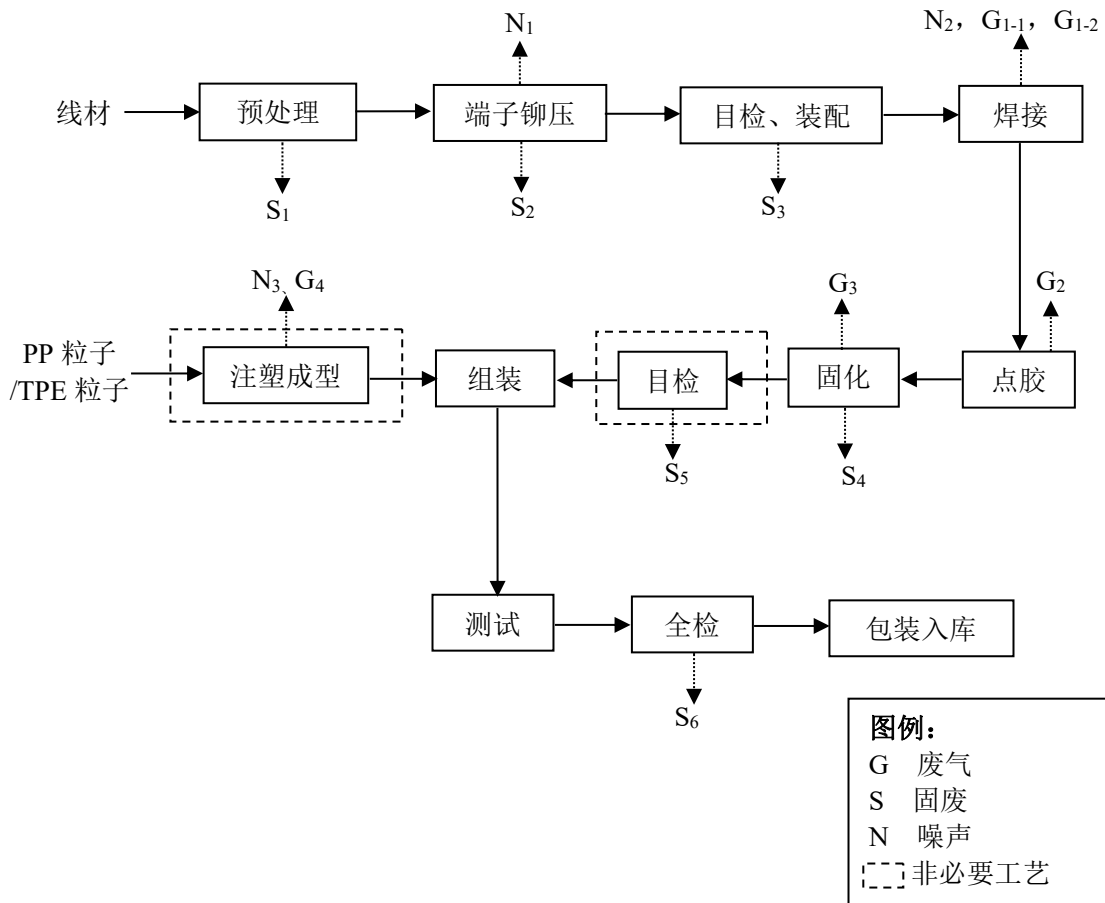 N₁
N₂，G₁₋₁，G₁₋₂
线材
预处理
端子铆压
目检、装配
焊接
S₁
S₂
S₃
N₃、G₄
G₃
G₂
PP 粒子
/TPE 粒子
注塑成型
组装
目检
固化
点胶
S₅
S₄
测试
全检
包装入库
S₆
图例：
G 废气
S 固废
N 噪声
非必要工艺